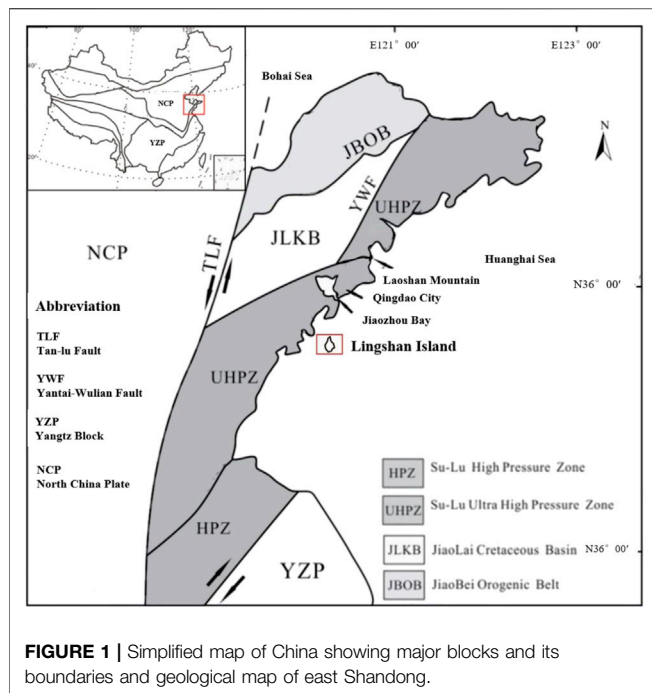 E121° 00′
E123° 00′
Bohai Sea
NCP
YZP
N
JBOB
YWF
UHPZ
JLKB
NCP
TLF
Huanghai Sea
Laoshan Mountain
N36° 00′
Qingdao City
Abbreviation
Jiaozhou Bay
TLF
Tan-lu Fault
Lingshan Island
YWF
Yantai-Wulian Fault
UHPZ
YZP
Yangtz Block
NCP
North China Plate
HPZ Su-Lu High Pressure Zone
UHPZ Su-Lu Ultra High Pressure Zone
HPZ
JLKB JiaoLai Cretaceous Basin N36° 00′
YZP
JBOB JiaoBei Orogenic Belt
FIGURE 1 | Simplified map of China showing major blocks and its
boundaries and geological map of east Shandong.